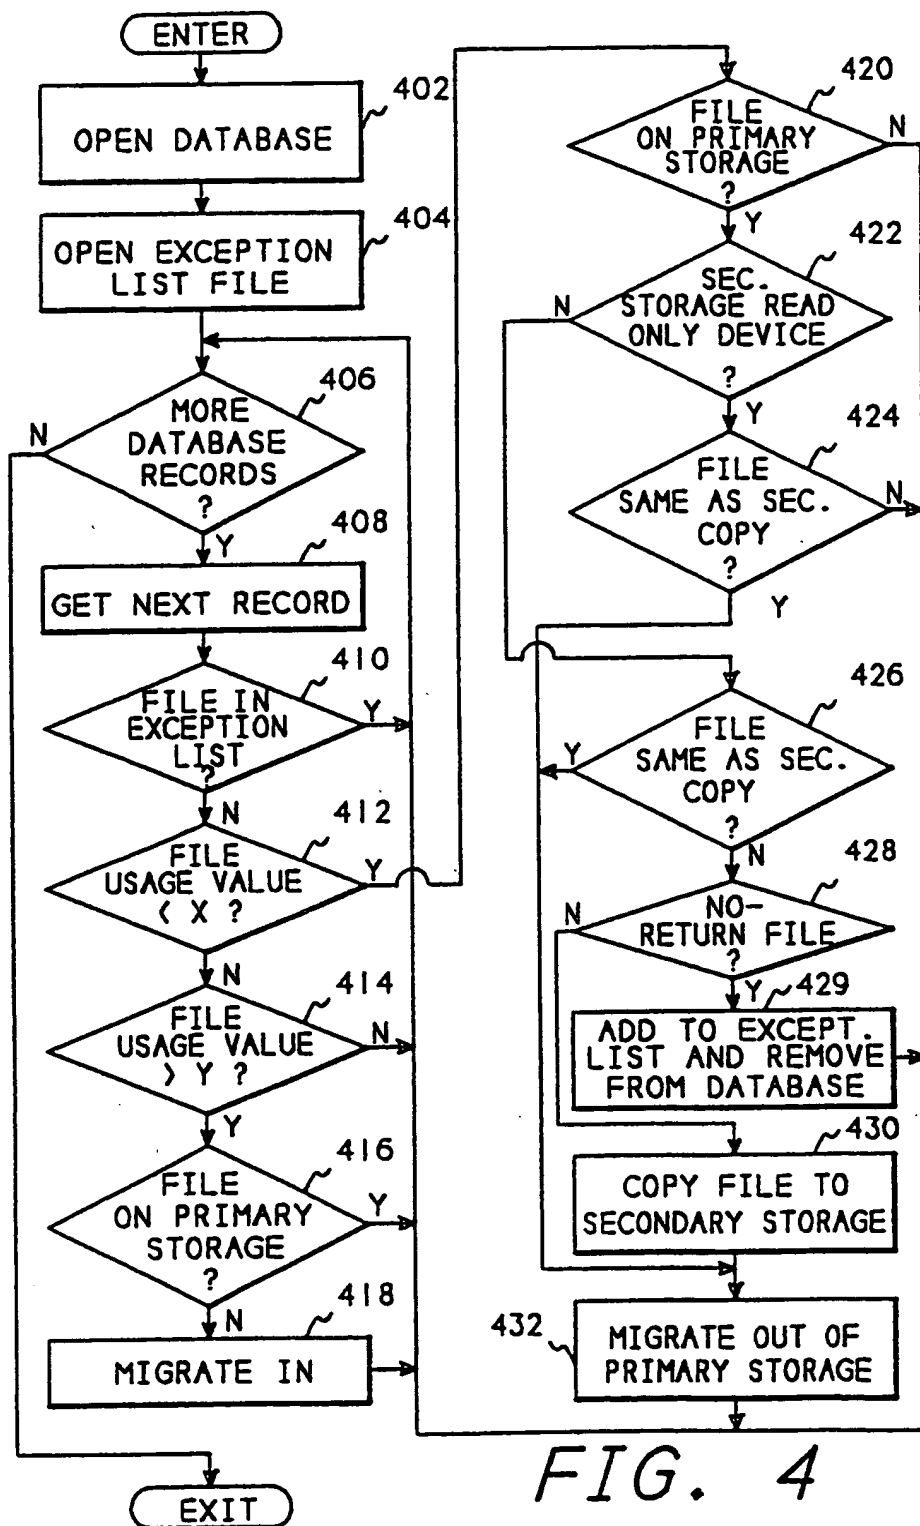 ENTER
402
OPEN DATABASE
404
OPEN EXCEPTION
LIST FILE
406
MORE
DATABASE
RECORDS
?
N
Y
408
GET NEXT RECORD
410
FILE IN
EXCEPTION
LIST
?
Y
N
412
FILE
USAGE VALUE
< X ?
Y
N
414
FILE
USAGE VALUE
> Y ?
N
Y
416
FILE
ON PRIMARY
STORAGE
?
Y
N
418
MIGRATE IN
EXIT
420
FILE
ON PRIMARY
STORAGE
?
N
Y
422
SEC.
STORAGE READ
ONLY DEVICE
?
N
Y
424
FILE
SAME AS SEC.
COPY
?
N
Y
426
FILE
SAME AS SEC.
COPY
?
Y
N
428
NO-
RETURN FILE
?
N
Y
429
ADD TO EXCEPT.
LIST AND REMOVE
FROM DATABASE
430
COPY FILE TO
SECONDARY STORAGE
432
MIGRATE OUT OF
PRIMARY STORAGE
FIG. 4